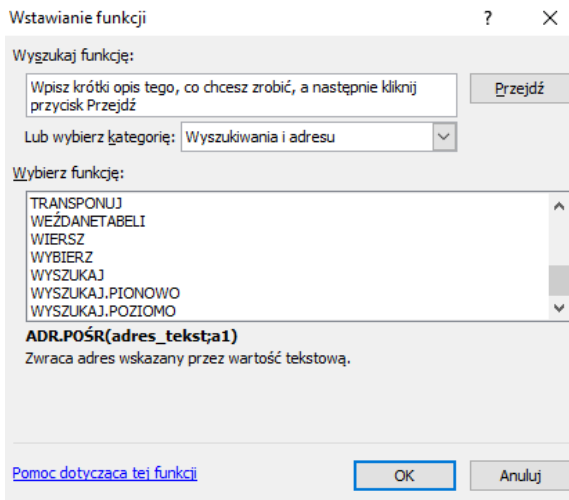 Wstawianie funkcji ? ×
Wyszukaj funkcję:
Wpisz krótki opis tego, co chcesz zrobić, a następnie kliknij
przycisk Przejdź
Przejdź
Lub wybierz kategorię: Wyszukiwania i adresu
Wybierz funkcję:
TRANSPONUJ
WEŹDANETABELI
WIERSZ
WYBIERZ
WYSZUKAJ
WYSZUKAJ.PIONOWO
WYSZUKAJ.POZIOMO
ADR.POŚR(adres_tekst;a1)
Zwraca adres wskazany przez wartość tekstową.
Pomoc dotycząca tej funkcji
OK
Anuluj